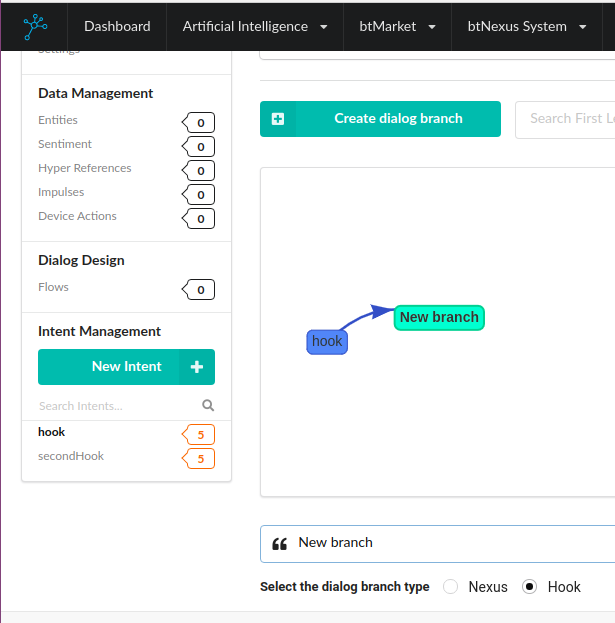 Dashboard
Artificial Intelligence
btMarket
btNexus System
Settings
Data Management
Entities 0
Sentiment 0
Hyper References 0
Impulses 0
Device Actions 0
Dialog Design
Flows 0
Intent Management
New Intent
Search Intents...
hook 5
secondHook 5
Create dialog branch
Search First Le
New branch
hook
New branch
Select the dialog branch type Nexus Hook